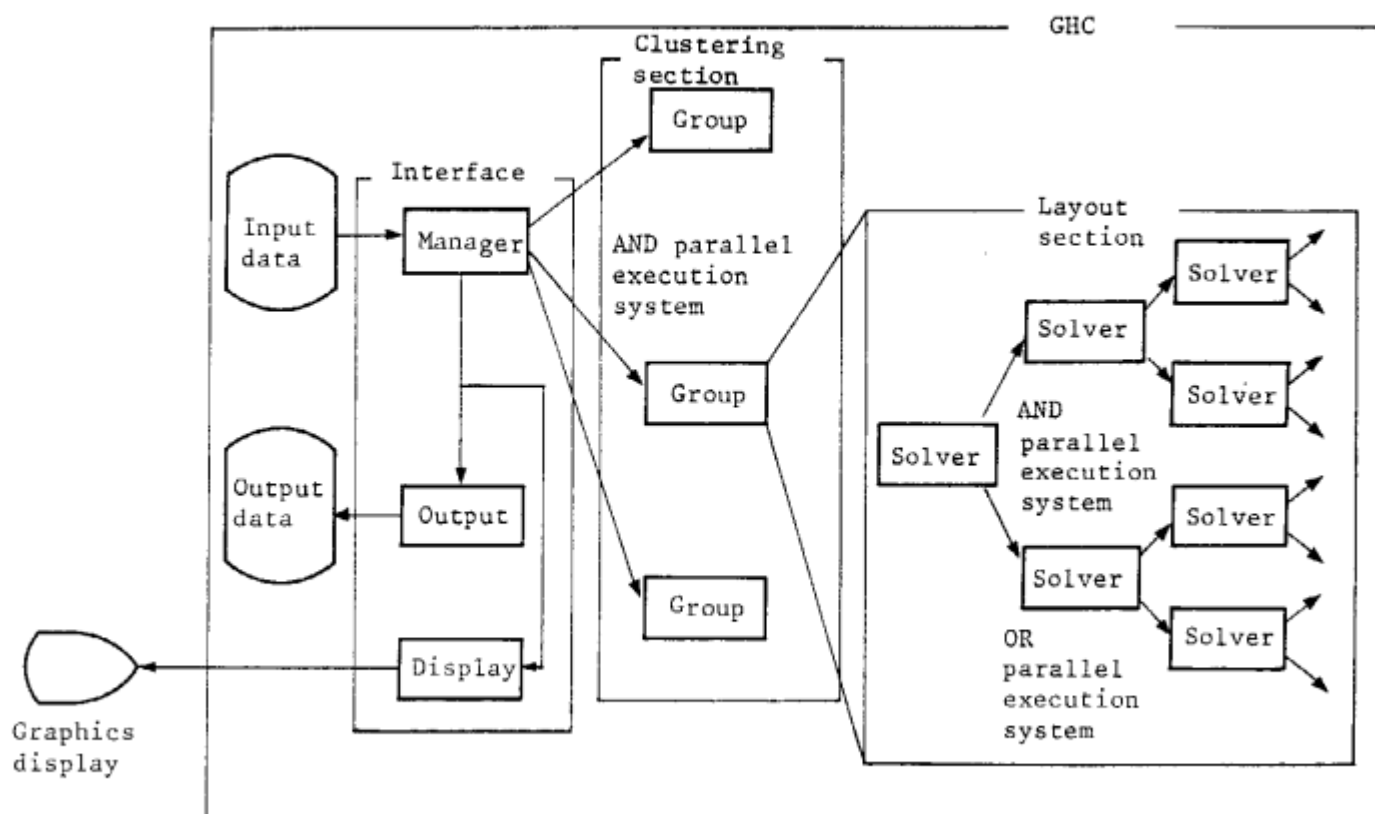 GHC
Clustering
section
Group
Interface
Input
data
Manager
AND parallel
execution
system
Layout
section
Solver
Solver
Group
Solver
AND
parallel
execution
system
Solver
Output
data
Output
Solver
Solver
Group
Solver
OR
parallel
execution
system
Display
Graphics
display